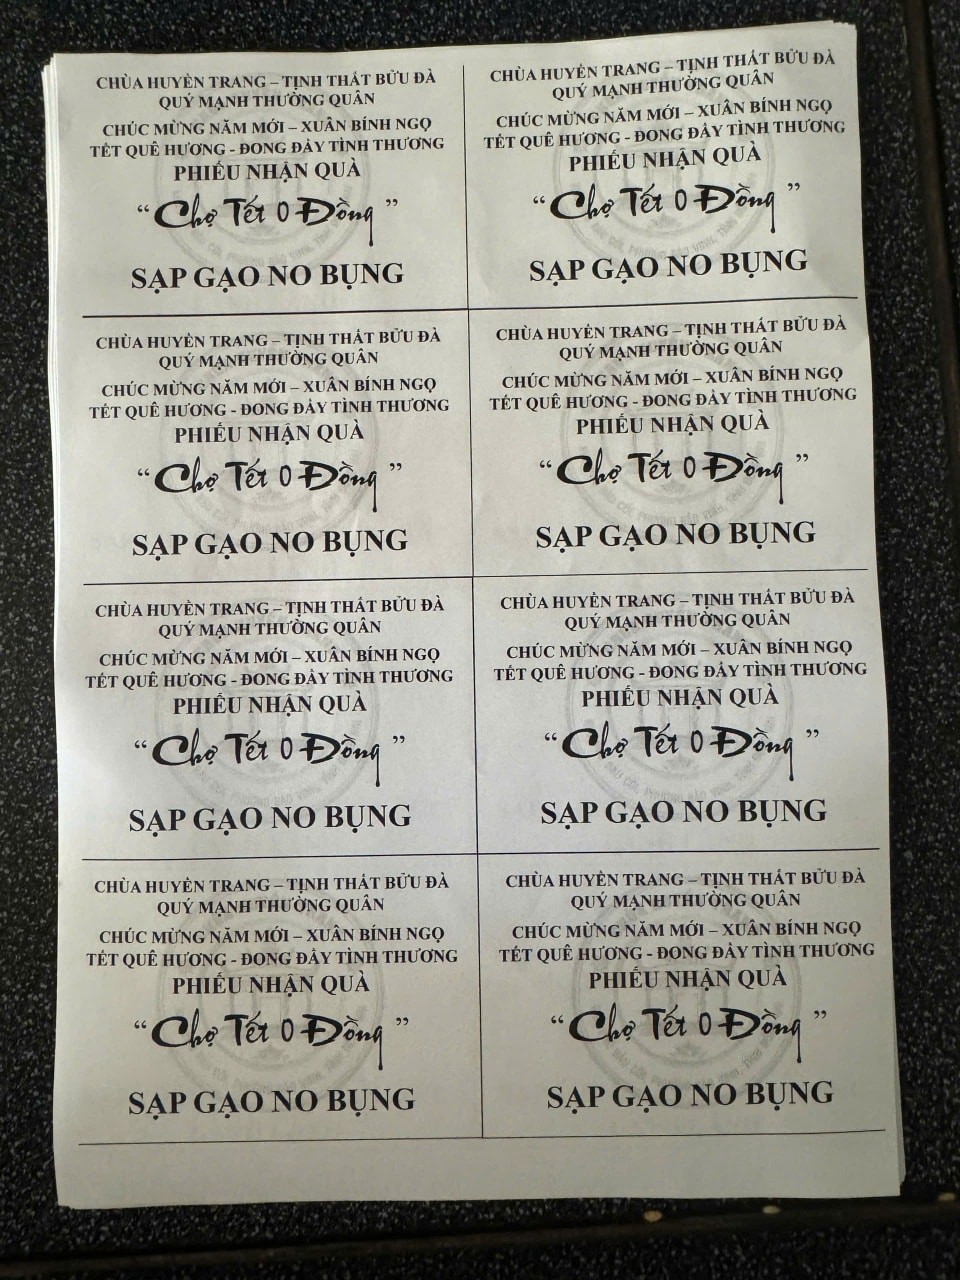 CHÙA HUYỀN TRANG – TỊNH THẤT BỬU ĐÀ
QUÝ MẠNH THƯỜNG QUÂN
CHÚC MỪNG NĂM MỚI – XUÂN BÍNH NGỌ
TẾT QUÊ HƯƠNG - ĐONG ĐẦY TÌNH THƯƠNG
PHIẾU NHẬN QUÀ
“ Chợ Tết 0 Đồng ”
SẠP GẠO NO BỤNG
CHÙA HUYỀN TRANG – TỊNH THẤT BỬU ĐÀ
QUÝ MẠNH THƯỜNG QUÂN
CHÚC MỪNG NĂM MỚI – XUÂN BÍNH NGỌ
TẾT QUÊ HƯƠNG - ĐONG ĐẦY TÌNH THƯƠNG
PHIẾU NHẬN QUÀ
“ Chợ Tết 0 Đồng ”
SẠP GẠO NO BỤNG
CHÙA HUYỀN TRANG – TỊNH THẤT BỬU ĐÀ
QUÝ MẠNH THƯỜNG QUÂN
CHÚC MỪNG NĂM MỚI – XUÂN BÍNH NGỌ
TẾT QUÊ HƯƠNG - ĐONG ĐẦY TÌNH THƯƠNG
PHIẾU NHẬN QUÀ
“ Chợ Tết 0 Đồng ”
SẠP GẠO NO BỤNG
CHÙA HUYỀN TRANG – TỊNH THẤT BỬU ĐÀ
QUÝ MẠNH THƯỜNG QUÂN
CHÚC MỪNG NĂM MỚI – XUÂN BÍNH NGỌ
TẾT QUÊ HƯƠNG - ĐONG ĐẦY TÌNH THƯƠNG
PHIẾU NHẬN QUÀ
“ Chợ Tết 0 Đồng ”
SẠP GẠO NO BỤNG
CHÙA HUYỀN TRANG – TỊNH THẤT BỬU ĐÀ
QUÝ MẠNH THƯỜNG QUÂN
CHÚC MỪNG NĂM MỚI – XUÂN BÍNH NGỌ
TẾT QUÊ HƯƠNG - ĐONG ĐẦY TÌNH THƯƠNG
PHIẾU NHẬN QUÀ
“ Chợ Tết 0 Đồng ”
SẠP GẠO NO BỤNG
CHÙA HUYỀN TRANG – TỊNH THẤT BỬU ĐÀ
QUÝ MẠNH THƯỜNG QUÂN
CHÚC MỪNG NĂM MỚI – XUÂN BÍNH NGỌ
TẾT QUÊ HƯƠNG - ĐONG ĐẦY TÌNH THƯƠNG
PHIẾU NHẬN QUÀ
“ Chợ Tết 0 Đồng ”
SẠP GẠO NO BỤNG
CHÙA HUYỀN TRANG – TỊNH THẤT BỬU ĐÀ
QUÝ MẠNH THƯỜNG QUÂN
CHÚC MỪNG NĂM MỚI – XUÂN BÍNH NGỌ
TẾT QUÊ HƯƠNG - ĐONG ĐẦY TÌNH THƯƠNG
PHIẾU NHẬN QUÀ
“ Chợ Tết 0 Đồng ”
SẠP GẠO NO BỤNG
CHÙA HUYỀN TRANG – TỊNH THẤT BỬU ĐÀ
QUÝ MẠNH THƯỜNG QUÂN
CHÚC MỪNG NĂM MỚI – XUÂN BÍNH NGỌ
TẾT QUÊ HƯƠNG - ĐONG ĐẦY TÌNH THƯƠNG
PHIẾU NHẬN QUÀ
“ Chợ Tết 0 Đồng ”
SẠP GẠO NO BỤNG